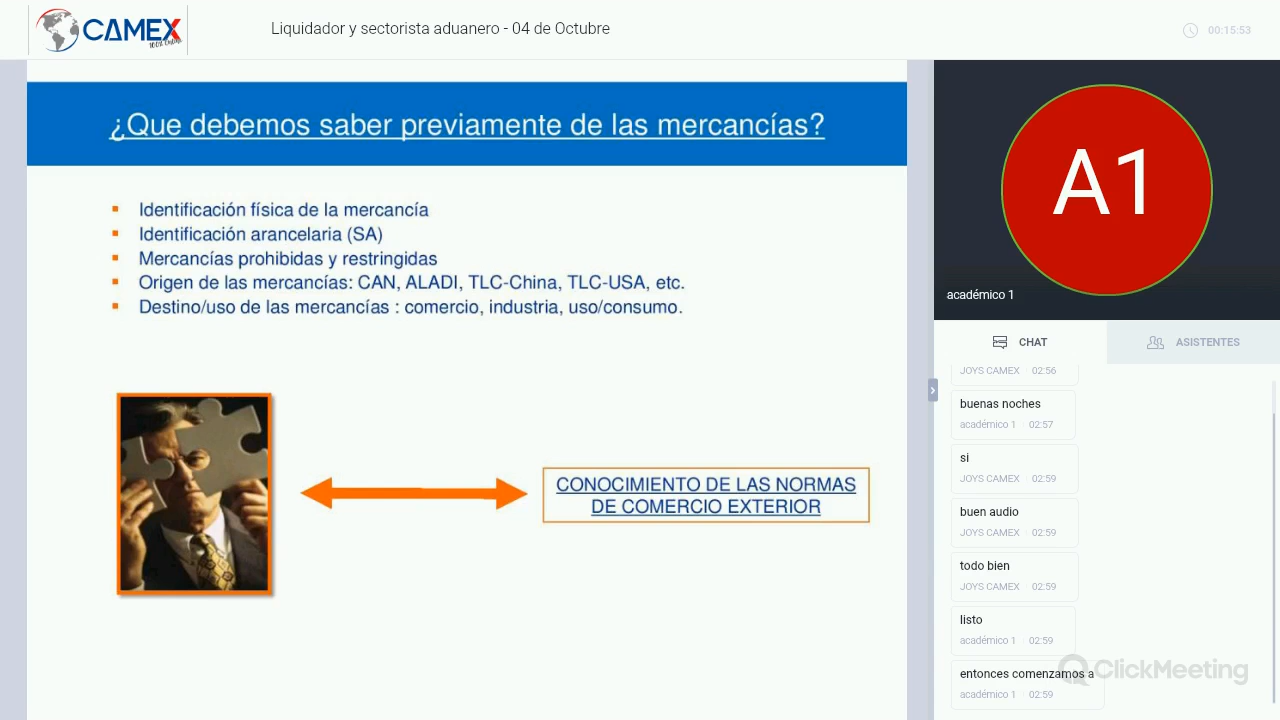 CAMEX
100% Online
Liquidador y sectorista aduanero - 04 de Octubre
00:15:53
¿Que debemos saber previamente de las mercancías?
Identificación física de la mercancía
Identificación arancelaria (SA)
Mercancías prohibidas y restringidas
Origen de las mercancías: CAN, ALADI, TLC-China, TLC-USA, etc.
Destino/uso de las mercancías : comercio, industria, uso/consumo.
CONOCIMIENTO DE LAS NORMAS
DE COMERCIO EXTERIOR
A1
académico 1
CHAT
ASISTENTES
JOYS CAMEX 02:56
buenas noches
académico 1 02:57
si
JOYS CAMEX 02:59
buen audio
JOYS CAMEX 02:59
todo bien
JOYS CAMEX 02:59
listo
académico 1 02:59
entonces comenzamos a
académico 1 02:59
ClickMeeting